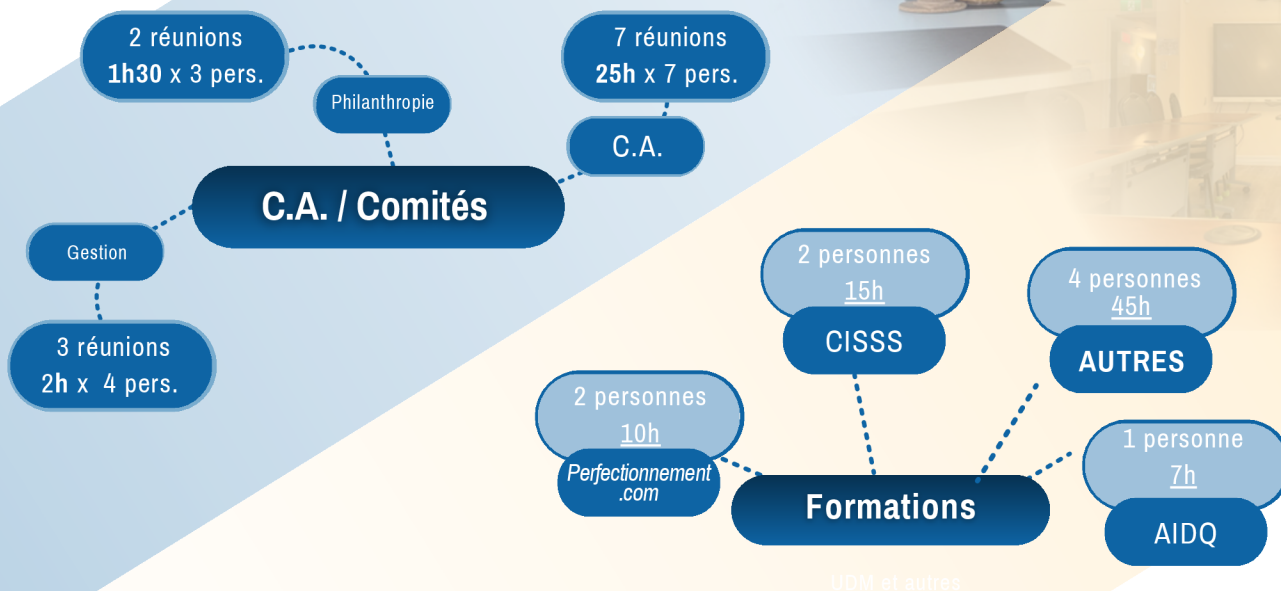 2 réunions
1h30 x 3 pers.
Philanthropie
7 réunions
25h x 7 pers.
C.A.
C.A. / Comités
Gestion
3 réunions
2h x 4 pers.
2 personnes
15h
CISSS
4 personnes
45h
AUTRES
2 personnes
10h
Perfectionnement
.com
1 personne
7h
AIDQ
Formations
UDM et autres